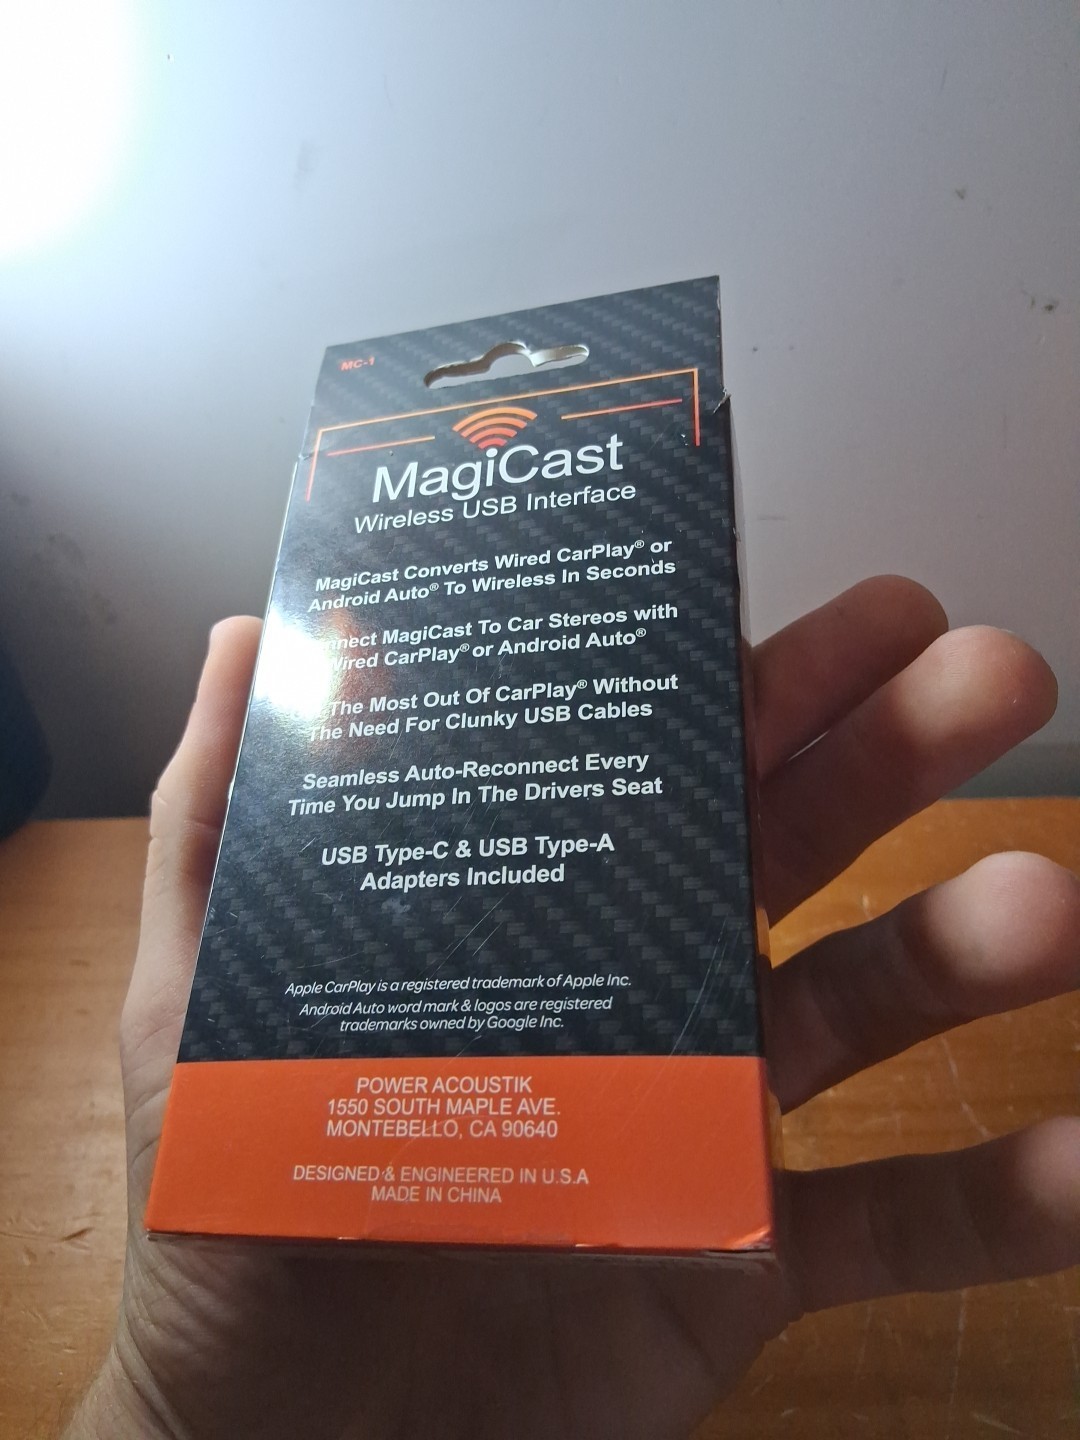 MC-1
MagiCast
Wireless USB Interface
MagiCast Converts Wired CarPlay® or
Android Auto® To Wireless In Seconds
MagiCast To Car Stereos with
Wired CarPlay® or Android Auto®
The Most Out Of CarPlay® Without
The Need For Clunky USB Cables
Seamless Auto-Reconnect Every
Time You Jump In The Drivers Seat
USB Type-C & USB Type-A
Adapters Included
Apple CarPlay is a registered trademark of Apple Inc.
Android Auto word mark & logos are registered
trademarks owned by Google Inc.
POWER ACOUSTIK
1550 SOUTH MAPLE AVE.
MONTEBELLO, CA 90640
DESIGNED & ENGINEERED IN U.S.A
MADE IN CHINA